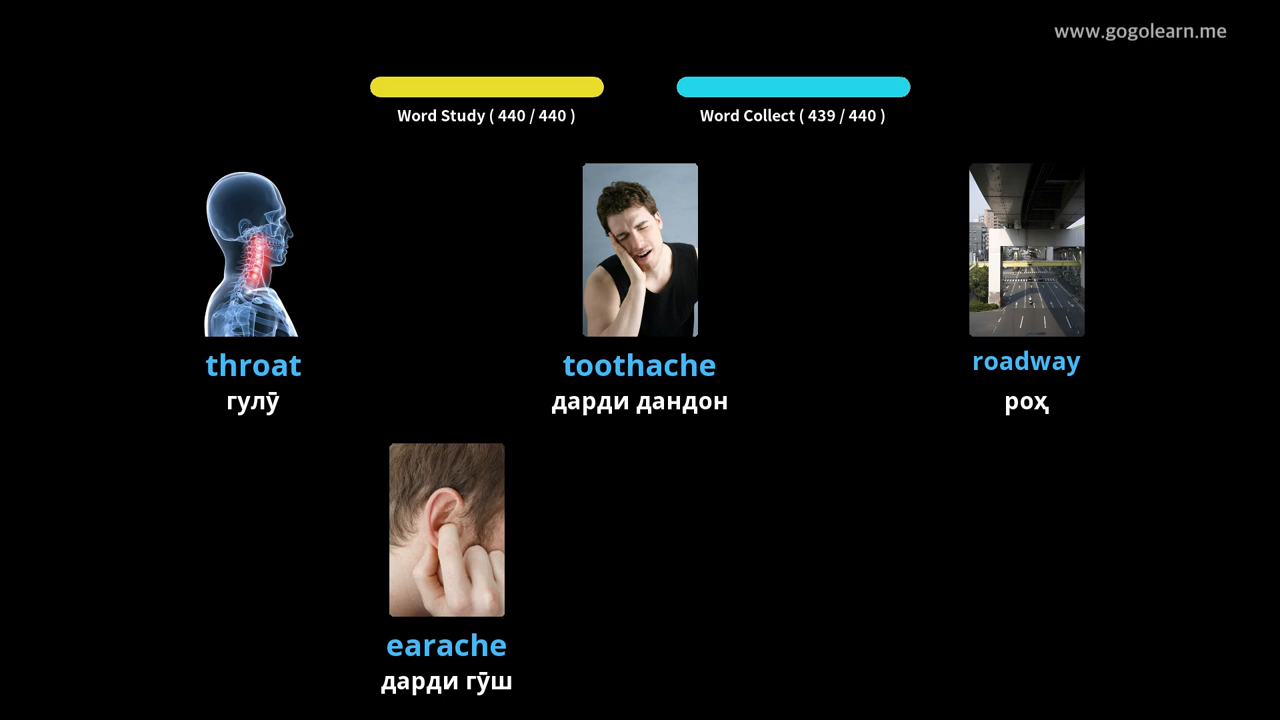 www.gogolearn.me
Word Study ( 440 / 440 )
Word Collect ( 439 / 440 )
throat
гулӯ
toothache
дарди дандон
roadway
роҳ
earache
дарди гӯш